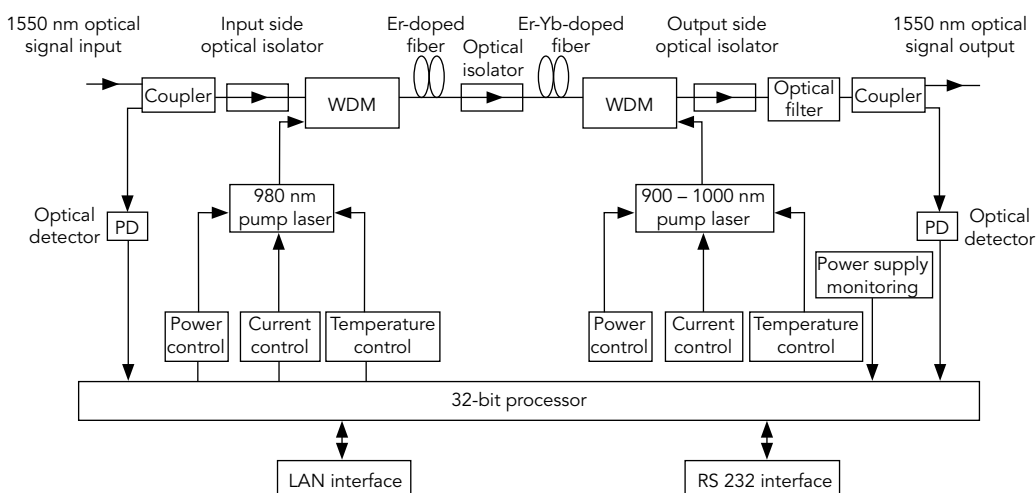 1550 nm optical
signal input
Input side
optical isolator
Er-doped
fiber
Optical
isolator
Er-Yb-doped
fiber
Output side
optical isolator
1550 nm optical
signal output
Coupler
WDM
WDM
Optical
filter
Coupler
980 nm
pump laser
900 – 1000 nm
pump laser
Optical
detector
PD
PD
Optical
detector
Power supply
monitoring
Power
control
Current
control
Temperature
control
Power
control
Current
control
Temperature
control
32-bit processor
LAN interface
RS 232 interface